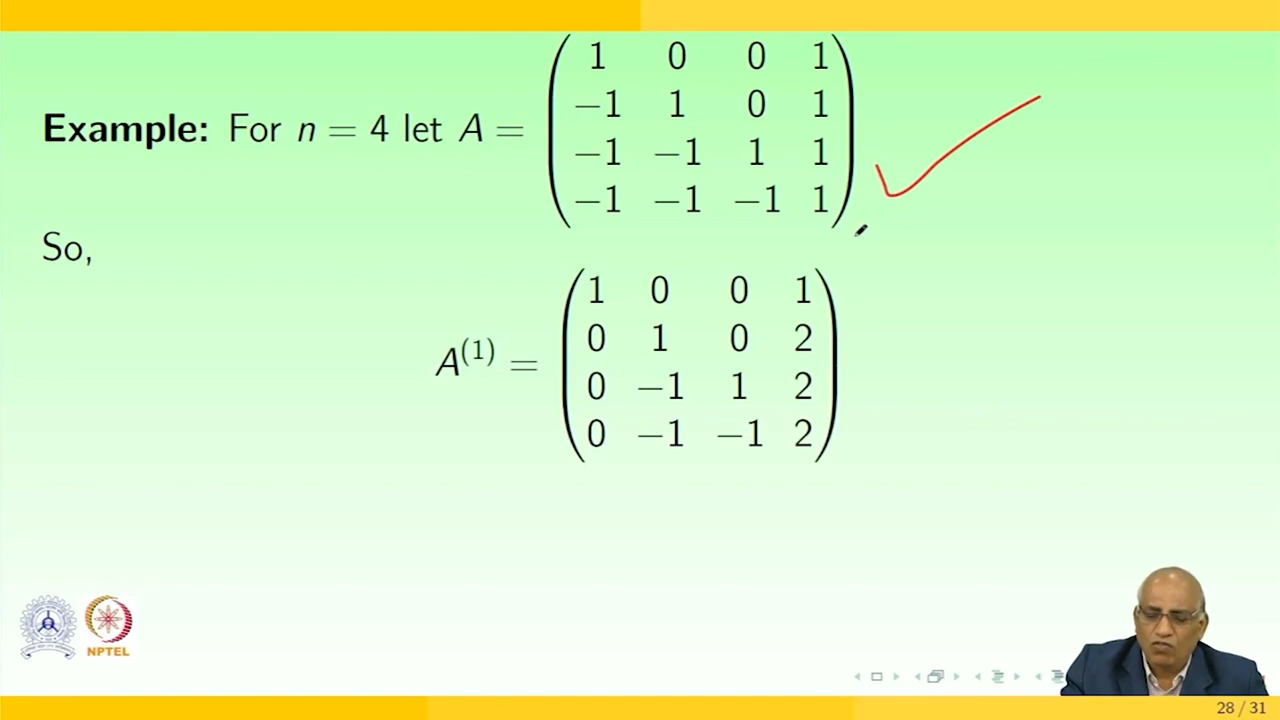 Example: For n = 4 let A =
1 0 0 1
−1 1 0 1
−1 −1 1 1
−1 −1 −1 1
So,
A(1) =
1 0 0 1
0 1 0 2
0 −1 1 2
0 −1 −1 2
NPTEL
28 / 31